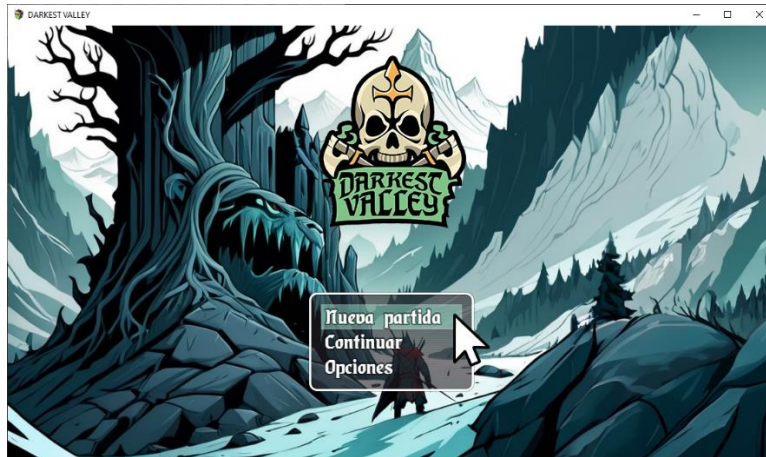 DARKEST VALLEY
DARKEST
VALLEY
Nueva partida
Continuar
Opciones